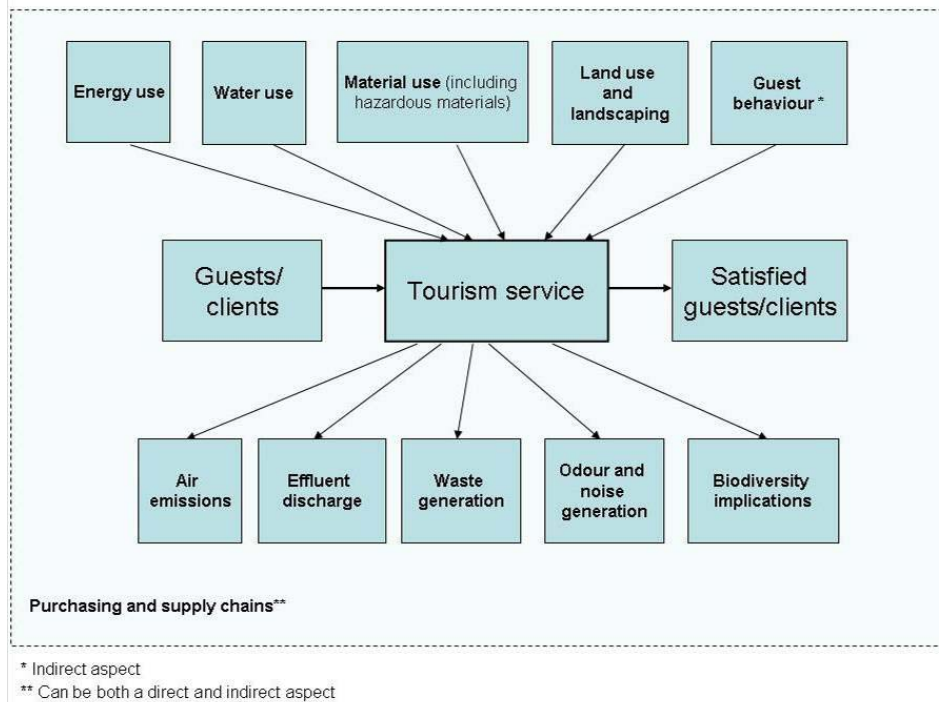 Energy use
Water use
Material use (including
hazardous materials)
Land use
and
landscaping
Guest
behaviour *
Guests/
clients
Tourism service
Satisfied
guests/clients
Air
emissions
Effluent
discharge
Waste
generation
Odour and
noise
generation
Biodiversity
implications
Purchasing and supply chains**
* Indirect aspect
** Can be both a direct and indirect aspect